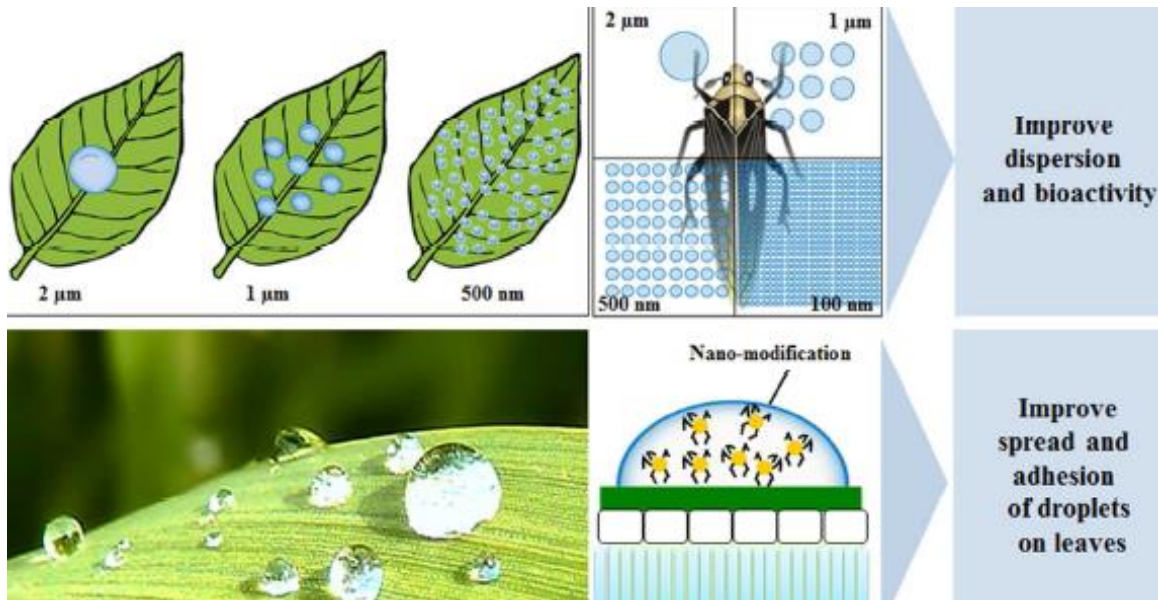 2 µm
1 µm
500 nm
2 µm
1 µm
500 nm
100 nm
Improve
dispersion
and bioactivity
Nano-modification
Improve
spread and
adhesion
of droplets
on leaves